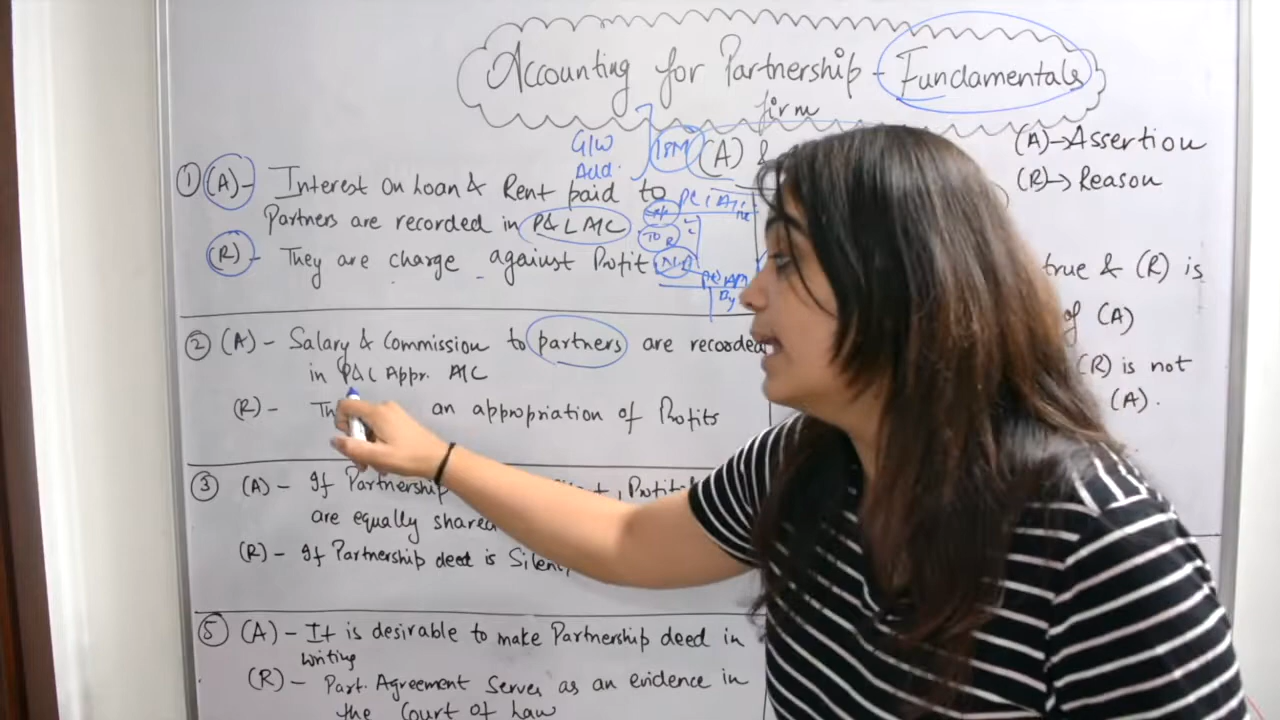 Accounting for Partnership - Fundamentals
firm
G/W
Aud.
(A) &
(A) → Assertion
(R) → Reason
① (A) - Interest on Loan & Rent paid to
Partners are recorded in P&L A/C
(R) - They are charge against Profit
true & (R) is
of (A)
(R) is not
(A).
② (A) - Salary & Commission to partners are recorded
in P&L Appr. A/C
(R) - an appropiation of Profits
③ (A) - If Partnership
are equally shared
(R) - If Partnership deed is Silent,
⑤ (A) - It is desirable to make Partnership deed in
writing
(R) - Part. Agreement Serves as an evidence in
the Court of Law